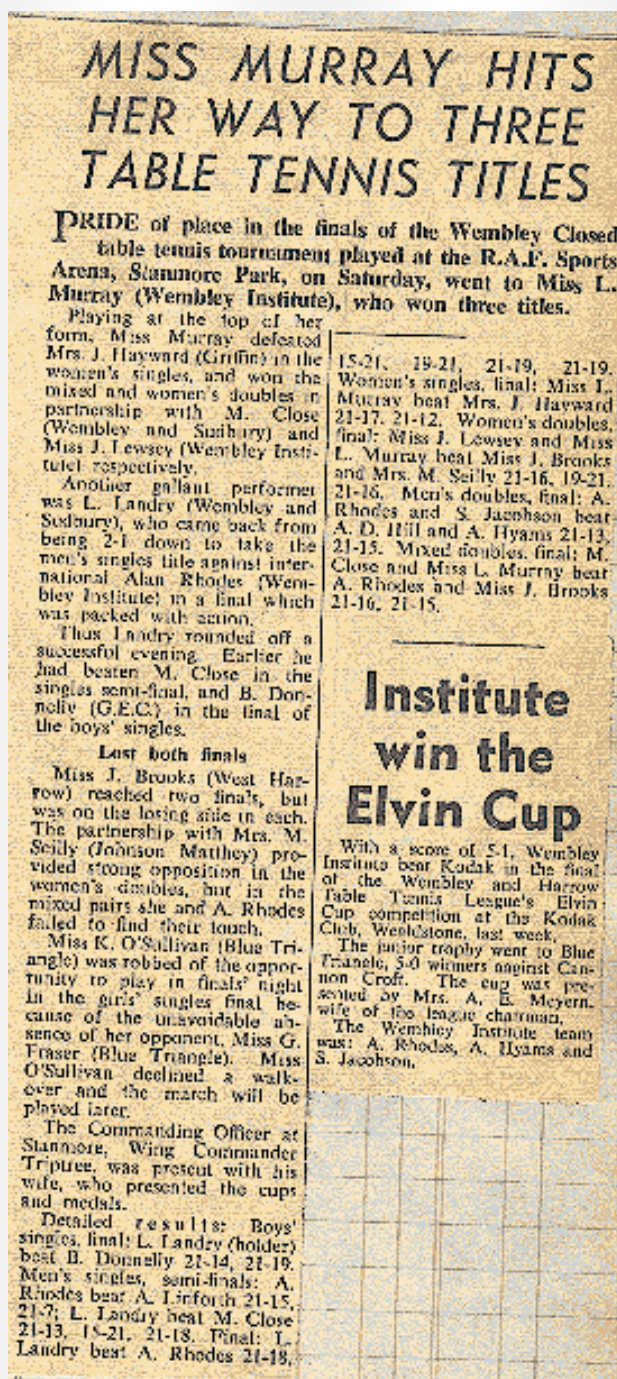 MISS MURRAY HITS
HER WAY TO THREE
TABLE TENNIS TITLES
PRIDE of place in the finals of the Wembley Closed
table tennis tournament played at the R.A.F. Sports
Arena, Stanmore Park, on Saturday, went to Miss L.
Murray (Wembley Institute), who won three titles.
Playing at the top of her
form, Miss Murray defeated
Mrs. J. Hayward (Griffin) in the
women's singles, and won the
mixed and women's doubles in
partnership with M. Close
(Wembley and Sudbury) and
Miss J. Lewsey (Wembley Insti-
tute) respectively.
Another gallant performer
was L. Landry (Wembley and
Sudbury), who came back from
being 2-1 down to take the
men's singles title against inter-
national Alan Rhodes (Wem-
bley Institute) in a final which
was packed with action.
Thus Landry rounded off a
successful evening. Earlier he
had beaten M. Close in the
singles semi-final, and B. Don-
nelly (G.E.C.) in the final of
the boys' singles.
Lost both finals
Miss J. Brooks (West Har-
row) reached two finals, but
was on the losing side in each.
The partnership with Mrs. M.
Seilly (Johnson Matthey) pro-
vided strong opposition in the
women's doubles, but in the
mixed pairs she and A. Rhodes
failed to find their touch.
Miss K. O'Sullivan (Blue Tri-
angle) was robbed of the oppor-
tunity to play in finals' night
in the girls' singles final be-
cause of the unavoidable ab-
sence of her opponent, Miss G.
Fraser (Blue Triangle). Miss
O'Sullivan declined a walk-
over and the march will be
played later.
The Commanding Officer at
Stanmore, Wing Commander
Triptree, was present with his
wife, who presented the cups
and medals.
Detailed results: Boys'
singles, final: L. Landry (holder)
beat B. Donnelly 21-14, 21-19.
Men's singles, semi-finals: A.
Rhodes beat A. Linforth 21-15,
21-7; L. Landry beat M. Close
21-13, 15-21, 21-18. Final: L.
Landry beat A. Rhodes 21-18,
15-21, 19-21, 21-19, 21-19.
Women's singles, final: Miss L.
Murray beat Mrs. J. Hayward
21-17, 21-12. Women's doubles,
final: Miss J. Lewsey and Miss
L. Murray beat Miss J. Brooks
and Mrs. M. Seilly 21-16, 19-21,
21-16. Men's doubles, final: A.
Rhodes and S. Jacobson beat
A. D. Hill and A. Hyams 21-13,
21-15. Mixed doubles, final: M.
Close and Miss L. Murray beat
A. Rhodes and Miss J. Brooks
21-16, 21-15.
Institute
win the
Elvin Cup
With a score of 5-1, Wembley
Institute beat Kodak in the final
of the Wembley and Harrow
Table Tennis League's Elvin
Cup competition at the Kodak
Club, Wealdstone, last week.
The junior trophy went to Blue
Triangle, 5-0 winners against Can-
non Croft. The cup was pre-
sented by Mrs. A. E. Meyern,
wife of the league chairman.
The Wembley Institute team
was: A. Rhodes, A. Hyams and
S. Jacobson.